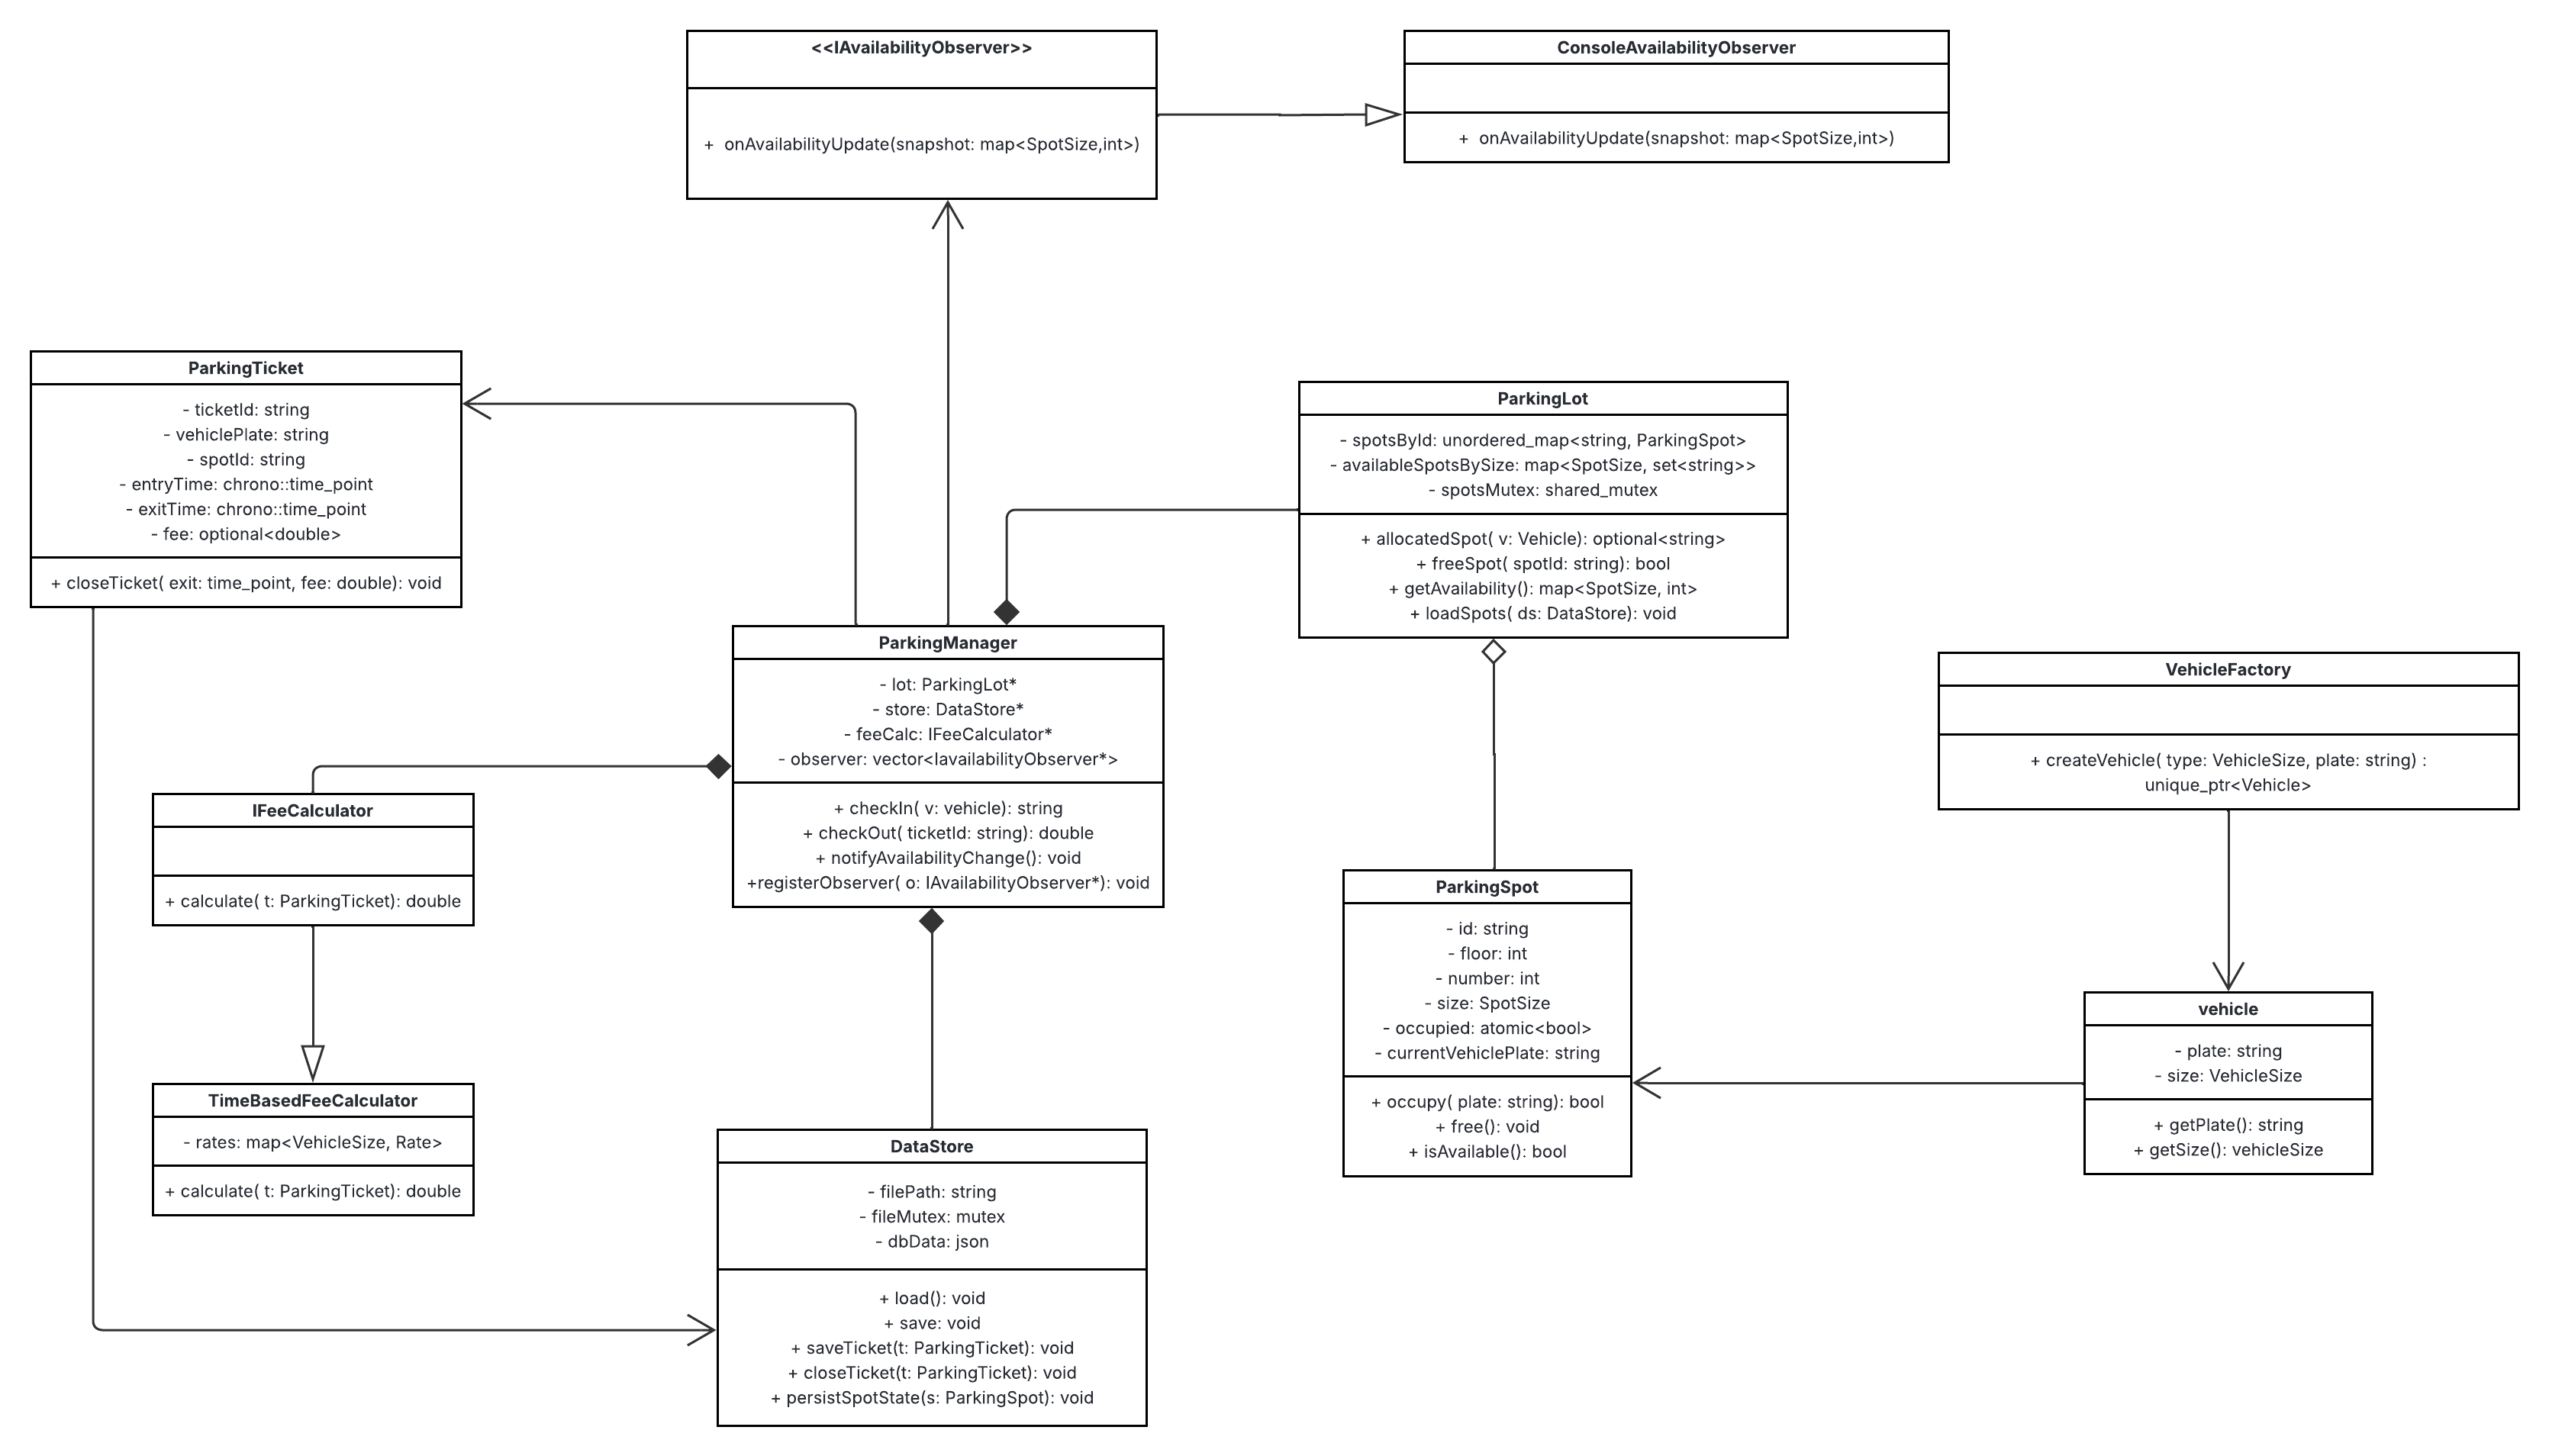 <<IAvailabilityObserver>>
+ onAvailabilityUpdate(snapshot: map<SpotSize,int>)
ConsoleAvailabilityObserver
+ onAvailabilityUpdate(snapshot: map<SpotSize,int>)
ParkingTicket
- ticketId: string
- vehiclePlate: string
- spotId: string
- entryTime: chrono::time_point
- exitTime: chrono::time_point
- fee: optional<double>
+ closeTicket( exit: time_point, fee: double): void
ParkingLot
- spotsById: unordered_map<string, ParkingSpot>
- availableSpotsBySize: map<SpotSize, set<string>>
- spotsMutex: shared_mutex
+ allocatedSpot( v: Vehicle): optional<string>
+ freeSpot( spotId: string): bool
+ getAvailability(): map<SpotSize, int>
+ loadSpots( ds: DataStore): void
ParkingManager
- lot: ParkingLot*
- store: DataStore*
- feeCalc: IFeeCalculator*
- observer: vector<IavailabilityObserver*>
+ checkIn( v: vehicle): string
+ checkOut( ticketId: string): double
+ notifyAvailabilityChange(): void
+registerObserver( o: IAvailabilityObserver*): void
VehicleFactory
+ createVehicle( type: VehicleSize, plate: string) :
unique_ptr<Vehicle>
IFeeCalculator
+ calculate( t: ParkingTicket): double
ParkingSpot
- id: string
- floor: int
- number: int
- size: SpotSize
- occupied: atomic<bool>
- currentVehiclePlate: string
+ occupy( plate: string): bool
+ free(): void
+ isAvailable(): bool
vehicle
- plate: string
- size: VehicleSize
+ getPlate(): string
+ getSize(): vehicleSize
TimeBasedFeeCalculator
- rates: map<VehicleSize, Rate>
+ calculate( t: ParkingTicket): double
DataStore
- filePath: string
- fileMutex: mutex
- dbData: json
+ load(): void
+ save: void
+ saveTicket(t: ParkingTicket): void
+ closeTicket(t: ParkingTicket): void
+ persistSpotState(s: ParkingSpot): void